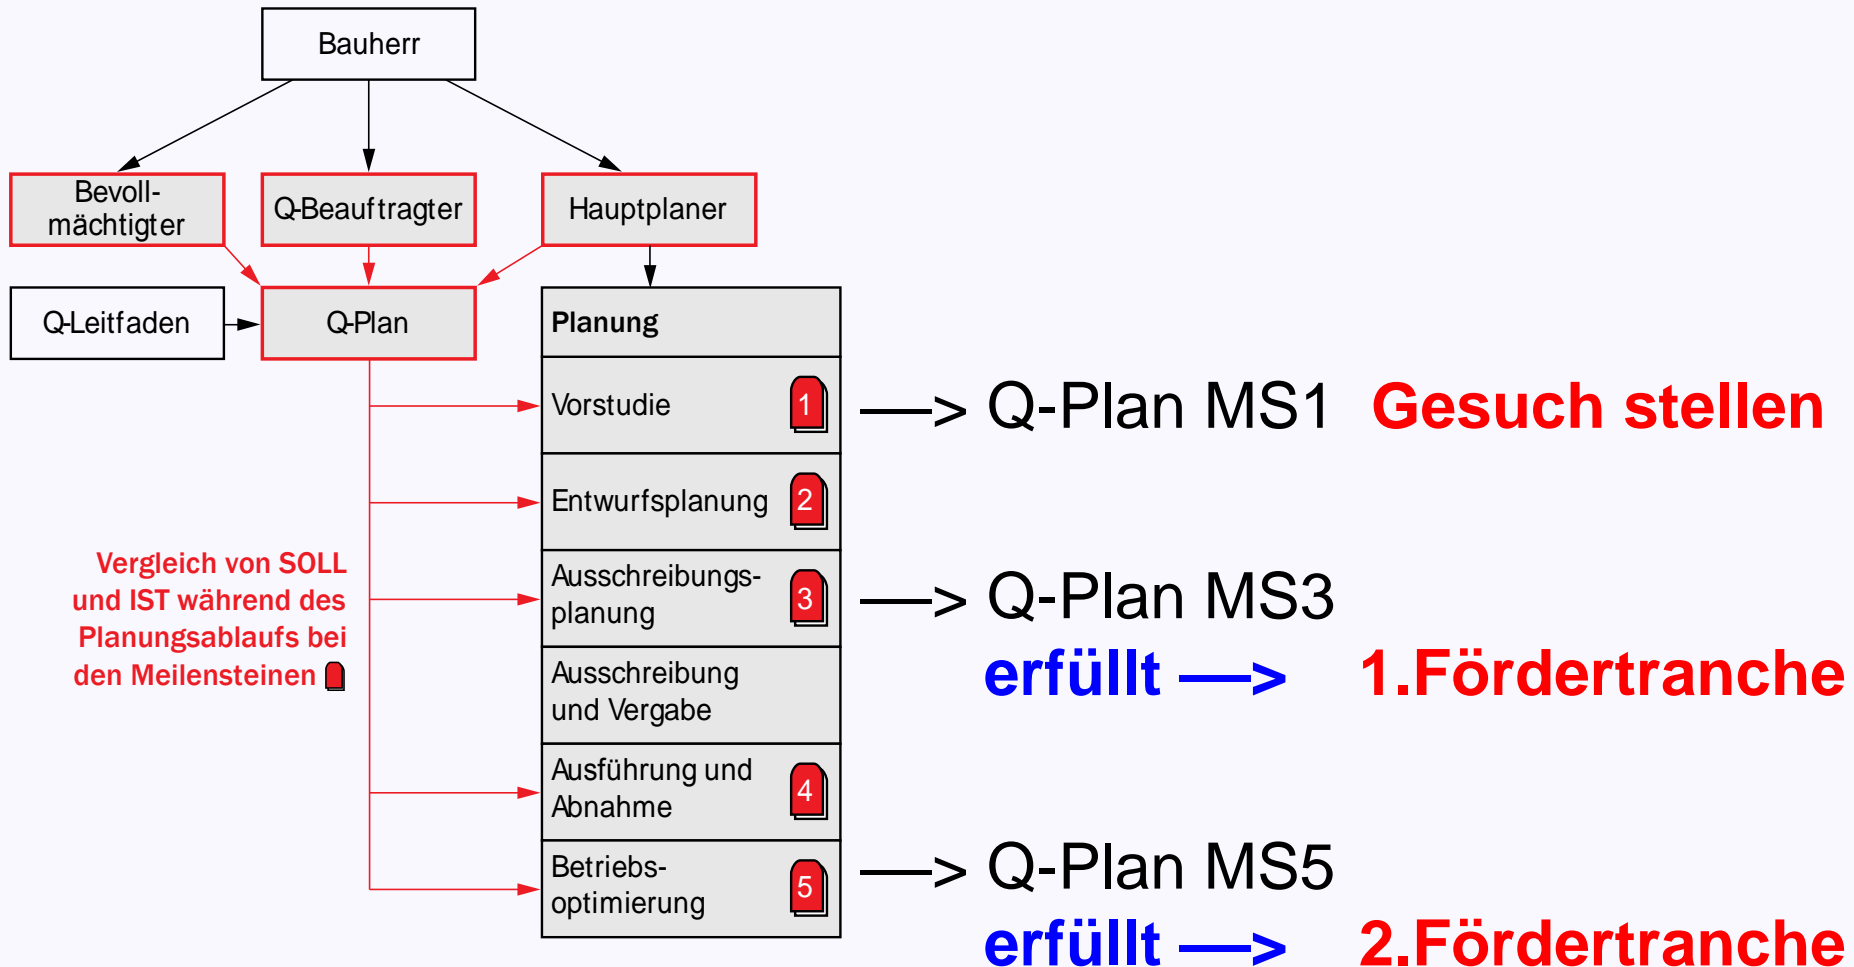 Bauherr
Bevoll-
mächtigter
Q-Beauftragter
Hauptplaner
Q-Leitfaden
Q-Plan
Planung
Vorstudie
1
——> Q-Plan MS1 Gesuch stellen
Entwurfsplanung
2
Vergleich von SOLL
und IST während des
Planungsablaufs bei
den Meilensteinen
Ausschreibungs-
planung
3
——> Q-Plan MS3
erfüllt ——> 1.Fördertranche
Ausschreibung
und Vergabe
Ausführung und
Abnahme
4
Betriebs-
optimierung
5
——> Q-Plan MS5
erfüllt ——> 2.Fördertranche